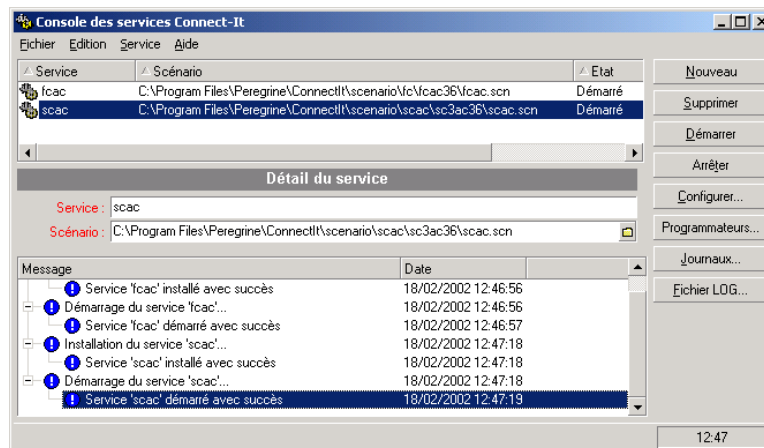 Console des services Connect-It
Fichier Edition Service Aide
Service Scénario Etat
fcac C:\Program Files\Peregrine\ConnectIt\scenario\fc\fcac36\fcac.scn Démarré
scac C:\Program Files\Peregrine\ConnectIt\scenario\scac\sc3ac36\scac.scn Démarré
Détail du service
Service : scac
Scénario : C:\Program Files\Peregrine\ConnectIt\scenario\scac\sc3ac36\scac.scn
Message Date
Service 'fcac' installé avec succès 18/02/2002 12:46:56
Démarrage du service 'fcac'... 18/02/2002 12:46:56
Service 'fcac' démarré avec succès 18/02/2002 12:46:57
Installation du service 'scac'... 18/02/2002 12:47:18
Service 'scac' installé avec succès 18/02/2002 12:47:18
Démarrage du service 'scac'... 18/02/2002 12:47:18
Service 'scac' démarré avec succès 18/02/2002 12:47:19
Nouveau
Supprimer
Démarrer
Arrêter
Configurer...
Programmateurs...
Journaux...
Fichier LOG...
12:47